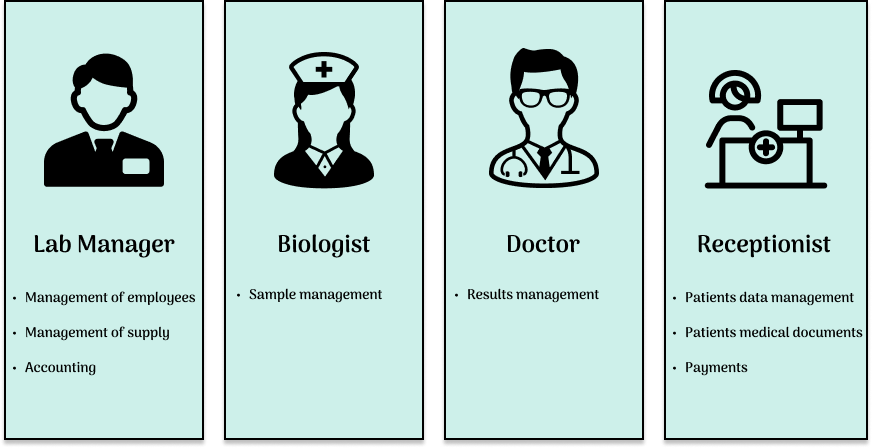 Lab Manager
• Management of employees
• Management of supply
• Accounting
Biologist
• Sample management
Doctor
• Results management
Receptionist
• Patients data management
• Patients medical documents
• Payments